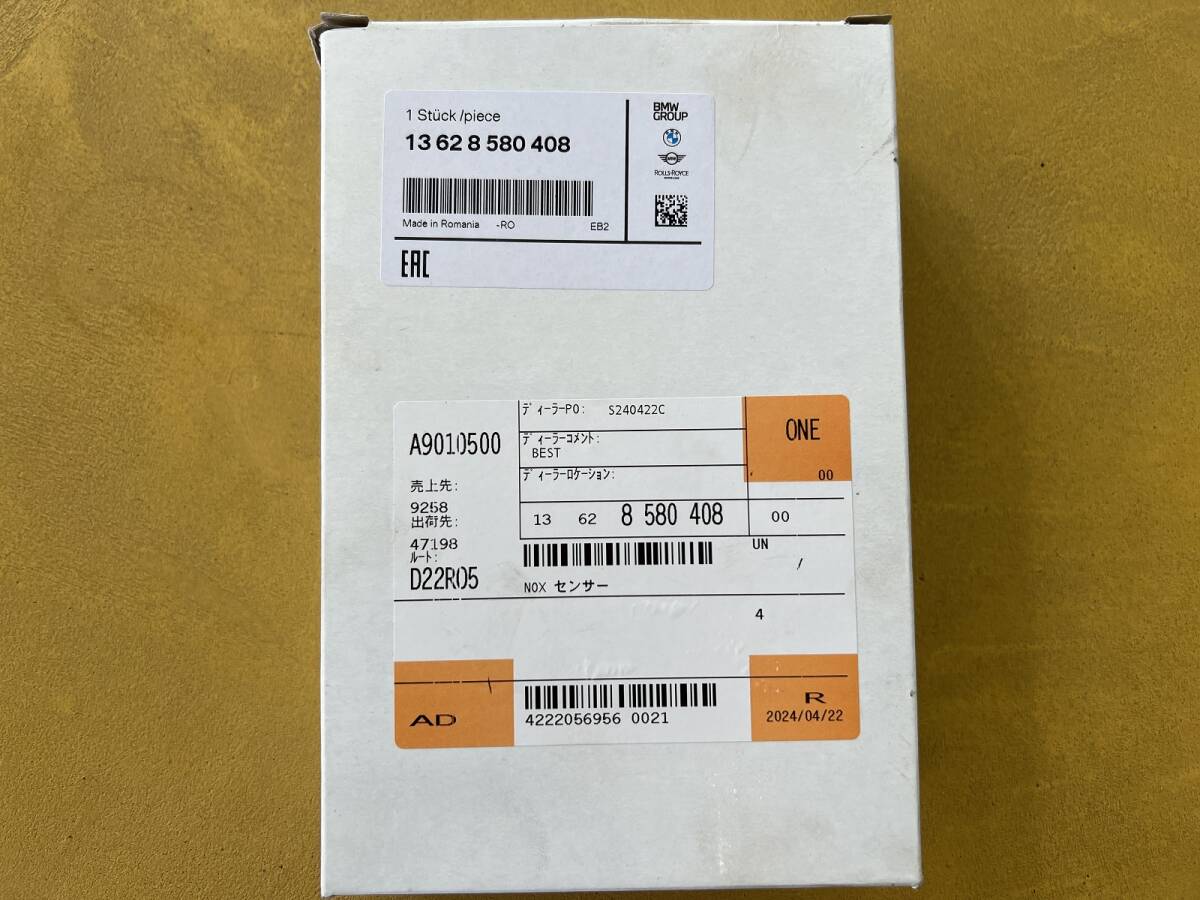 1 Stück /piece
13 62 8 580 408
Made in Romania -RO EB2
EAC
BMW
GROUP
ROLLS-ROYCE
A9010500
売上先:
9258
出荷先:
47198
ルート:
D22R05
ディーラーPO: S240422C
ディーラーコメント:
BEST
ディーラーロケーション:
ONE
00
13 62 8 580 408 00
UN
NOX センサー
4
AD
4222056956 0021
R
2024/04/22